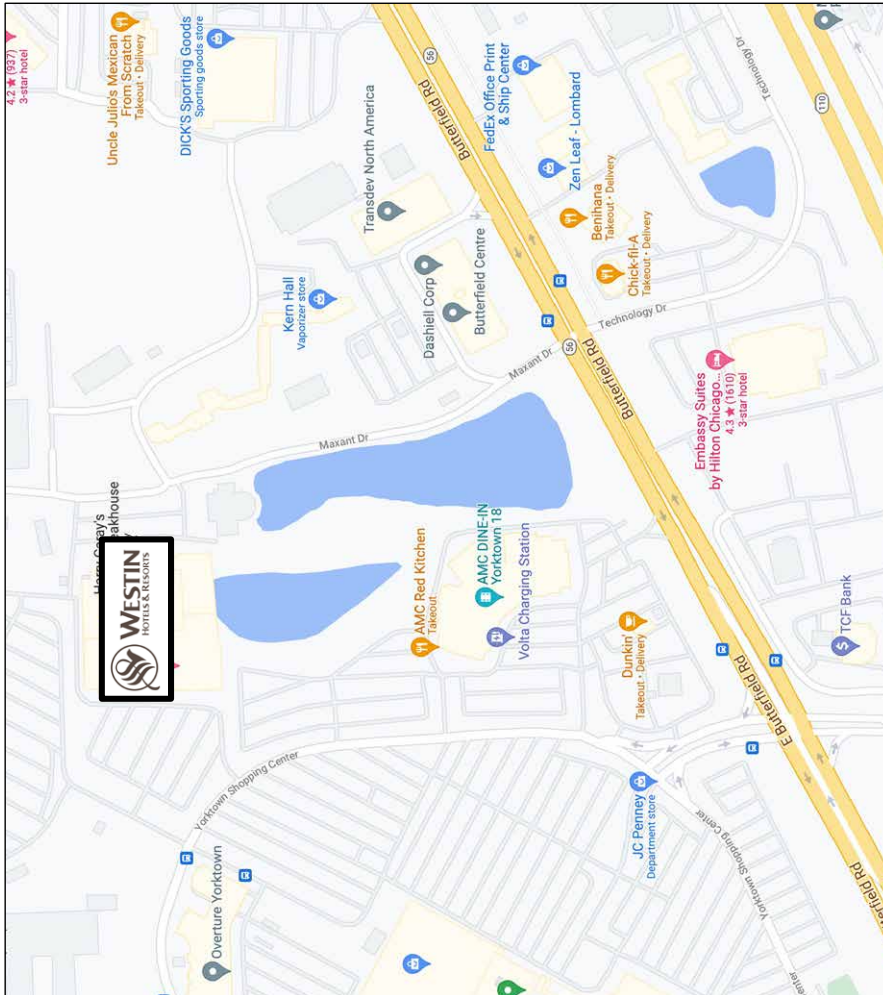 4.2 ★ (937)
3-star hotel
Uncle Julio's Mexican
From Scratch
Takeout • Delivery
DICK'S Sporting Goods
Sporting goods store
Transdev North America
Butterfield Rd
56
FedEx Office Print
& Ship Center
Zen Leaf - Lombard
Benihana
Takeout • Delivery
Chick-fil-A
Takeout • Delivery
Technology Dr
110
Kern Hall
Vaporizer store
Dashiell Corp
Butterfield Centre
Maxant Dr
Technology Dr
56
Butterfield Rd
Maxant Dr
Embassy Suites
by Hilton Chicago...
4.3 ★ (1610)
3-star hotel
WESTIN
HOTELS & RESORTS
AMC Red Kitchen
Takeout
AMC DINE-IN
Yorktown 18
Volta Charging Station
Dunkin'
Takeout • Delivery
TCF Bank
E Butterfield Rd
Yorktown Shopping Center
JC Penney
Department store
Yorktown Shopping Center
Overture Yorktown
Center